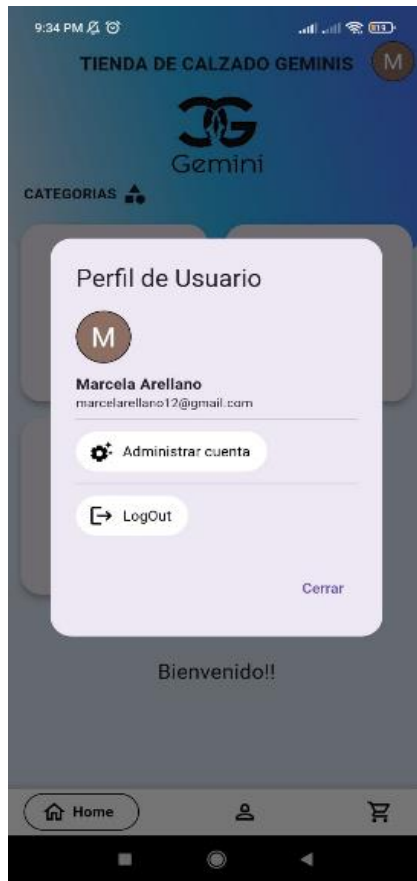 9:34 PM
TIENDA DE CALZADO GEMINIS
M
Gemini
CATEGORIAS
Perfil de Usuario
M
Marcela Arellano
marcelarellano12@gmail.com
Administrar cuenta
LogOut
Cerrar
Bienvenido!!
Home